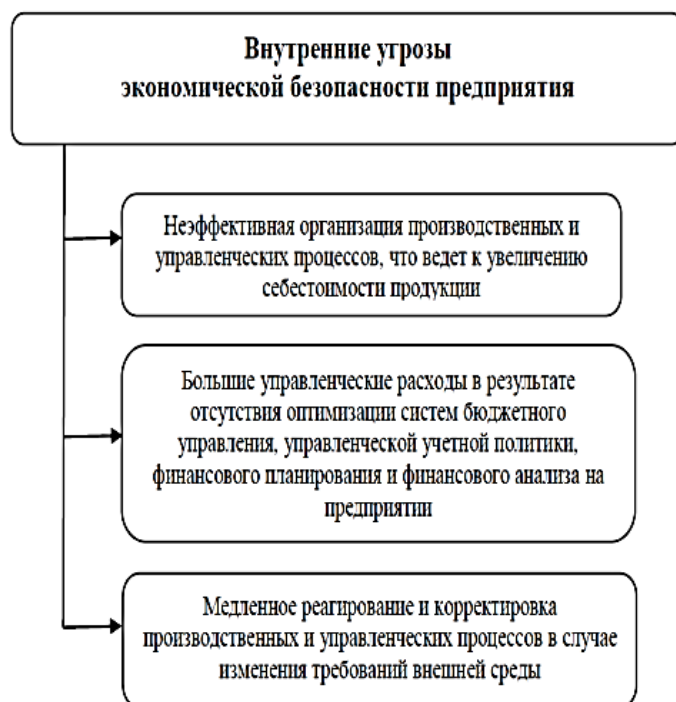 Внутренние угрозы
экономической безопасности предприятия
Неэффективная организация производственных и
управленческих процессов, что ведет к увеличению
себестоимости продукции
Большие управленческие расходы в результате
отсутствия оптимизации систем бюджетного
управления, управленческой учетной политики,
финансового планирования и финансового анализа на
предприятии
Медленное реагирование и корректировка
производственных и управленческих процессов в случае
изменения требований внешней среды